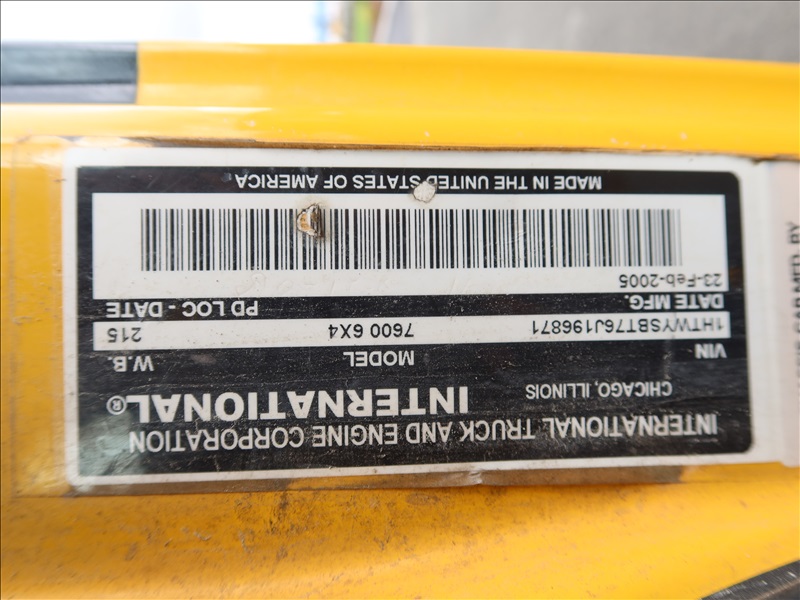 INTERNATIONAL TRUCK AND ENGINE CORPORATION
CHICAGO, ILLINOIS
INTERNATIONAL®
VIN MODEL W.B.
1HTWYSBT76J196871 7600 6X4 215
DATE MFG. PD LOC - DATE
23-Feb-2005
MADE IN THE UNITED STATES OF AMERICA